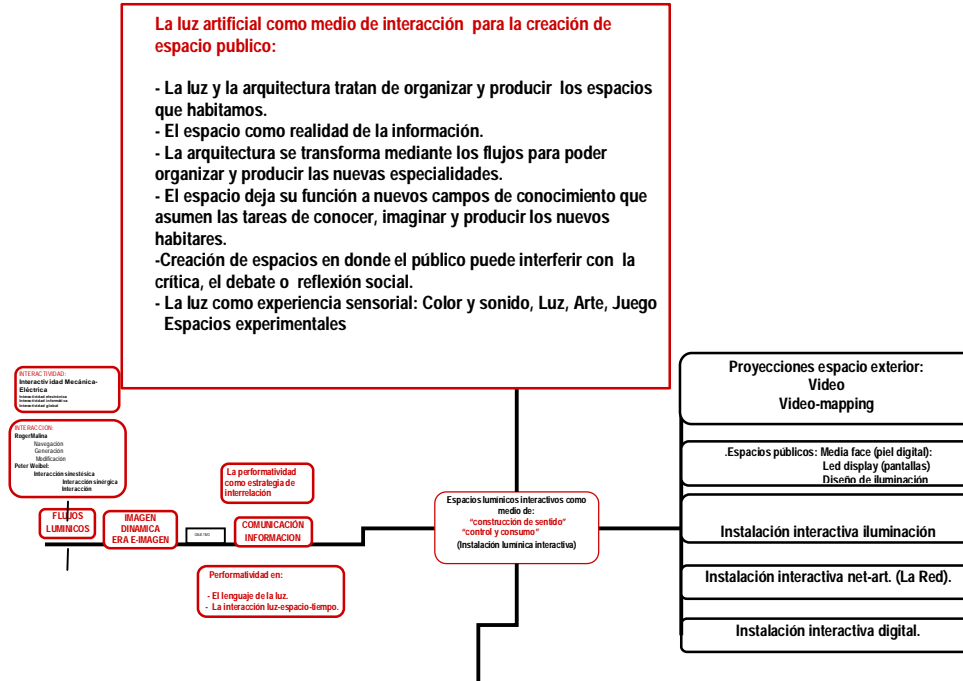 La luz artificial como medio de interacción para la creación de
espacio publico:
- La luz y la arquitectura tratan de organizar y producir los espacios
que habitamos.
- El espacio como realidad de la información.
- La arquitectura se transforma mediante los flujos para poder
organizar y producir las nuevas especialidades.
- El espacio deja su función a nuevos campos de conocimiento que
asumen las tareas de conocer, imaginar y producir los nuevos
habitares.
-Creación de espacios en donde el público puede interferir con la
crítica, el debate o reflexión social.
- La luz como experiencia sensorial: Color y sonido, Luz, Arte, Juego
Espacios experimentales
INTERACTIVIDAD:
Interactividad Mecánica-
Eléctrica
Interactividad electrónica
Interactividad informática
Interactividad global
INTERACCION:
RogerMalina
Navegación
Generación
Modificación
Peter Weibel:
Interacción sinestésica
Interacción sinérgica
Interacción
FLUJOS
LUMINICOS
IMAGEN
DINAMICA
ERA E-IMAGEN
COMUNICACIÓN
INFORMACION
La performatividad
como estrategia de
interrelación
Performatividad en:
- El lenguaje de la luz.
- La interacción luz-espacio-tiempo.
Espacios lumínicos interactivos como
medio de:
"construcción de sentido"
"control y consumo"
(Instalación lumínica interactiva)
Proyecciones espacio exterior:
Video
Video-mapping
.Espacios públicos: Media face (piel digital):
Led display (pantallas)
Diseño de iluminación
Instalación interactiva iluminación
Instalación interactiva net-art. (La Red).
Instalación interactiva digital.